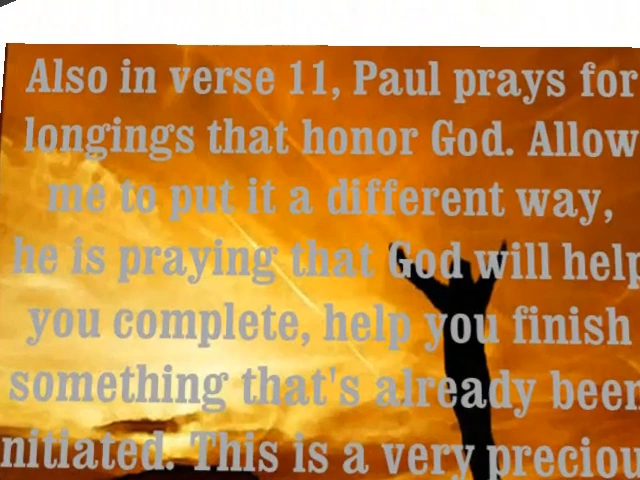 Also in verse 11, Paul prays for
longings that honor God. Allow
me to put it a different way,
he is praying that God will help
you complete, help you finish
something that's already been
nitiated. This is a very preciou